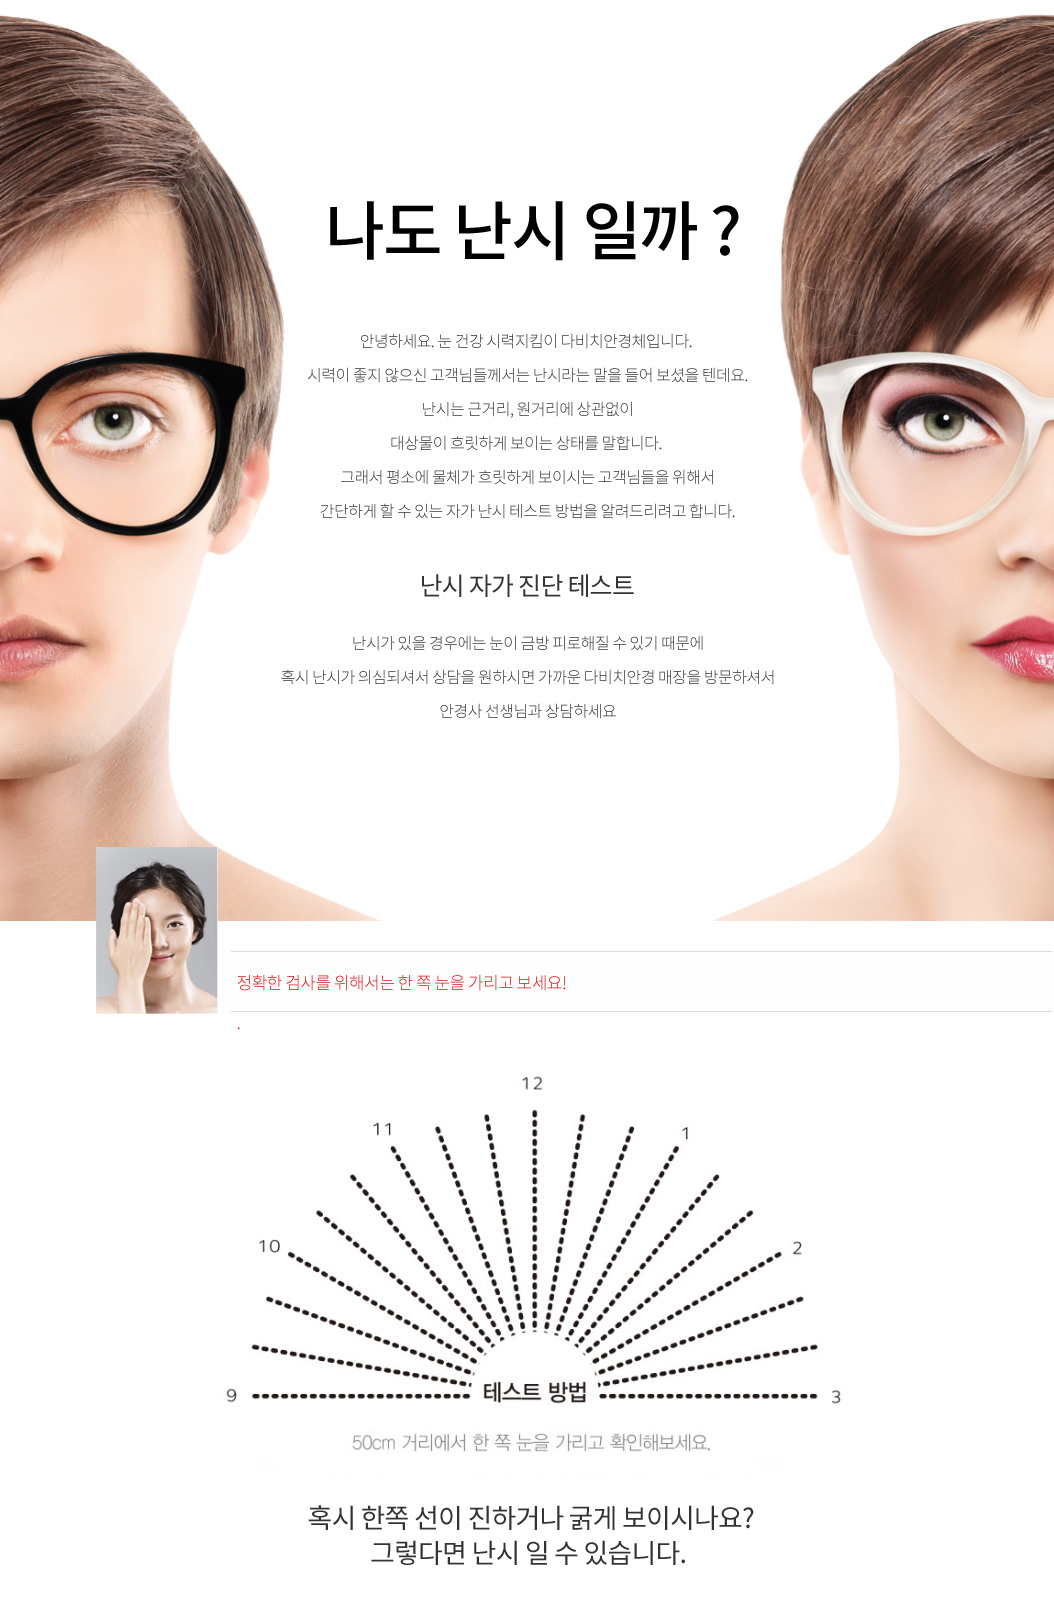 나도 난시 일까 ?
안녕하세요. 눈 건강 시력지킴이 다비치안경체입니다.
시력이 좋지 않으신 고객님들께서는 난시라는 말을 들어 보셨을 텐데요.
난시는 근거리, 원거리에 상관없이
대상물이 흐릿하게 보이는 상태를 말합니다.
그래서 평소에 물체가 흐릿하게 보이시는 고객님들을 위해서
간단하게 할 수 있는 자가 난시 테스트 방법을 알려드리려고 합니다.
난시 자가 진단 테스트
난시가 있을 경우에는 눈이 금방 피로해질 수 있기 때문에
혹시 난시가 의심되셔서 상담을 원하시면 가까운 다비치안경 매장을 방문하셔서
안경사 선생님과 상담하세요
정확한 검사를 위해서는 한 쪽 눈을 가리고 보세요!
.
12
11
1
10
2
9
테스트 방법
3
50cm 거리에서 한 쪽 눈을 가리고 확인해보세요.
혹시 한쪽 선이 진하거나 굵게 보이시나요?
그렇다면 난시 일 수 있습니다.